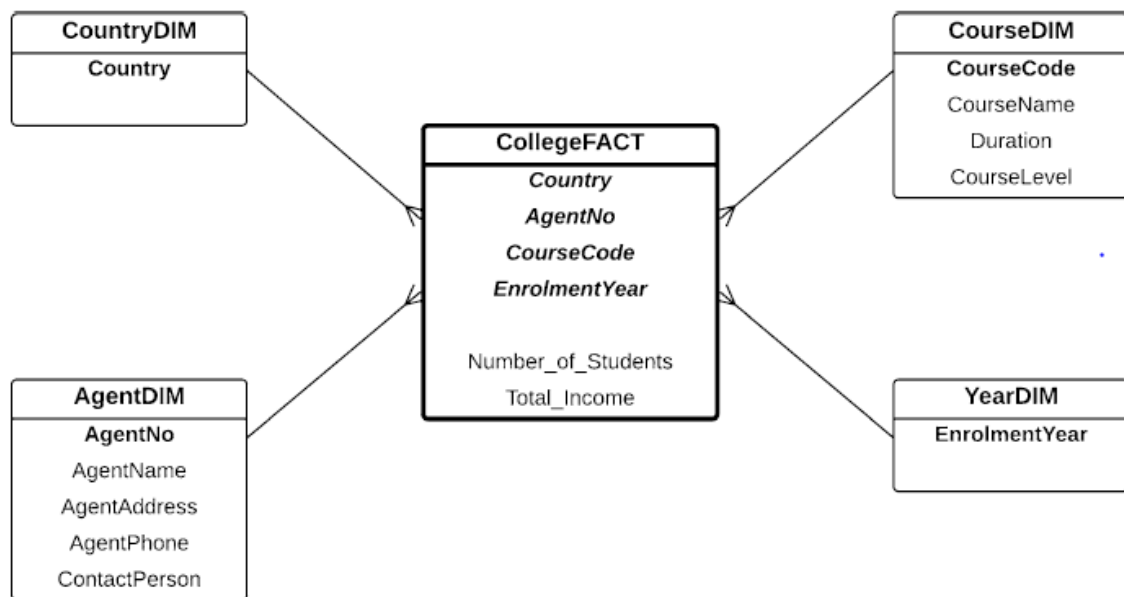 CountryDIM
Country
CourseDIM
CourseCode
CourseName
Duration
CourseLevel
CollegeFACT
Country
AgentNo
CourseCode
EnrolmentYear
Number_of_Students
Total_Income
AgentDIM
AgentNo
AgentName
AgentAddress
AgentPhone
ContactPerson
YearDIM
EnrolmentYear